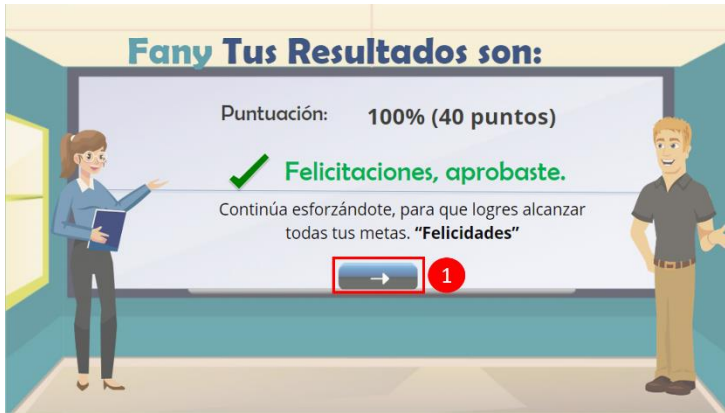 Fany Tus Resultados son:
Puntuación: 100% (40 puntos)
Felicitaciones, aprobaste.
Continúa esforzándote, para que logres alcanzar
todas tus metas. “Felicidades”
→ 1